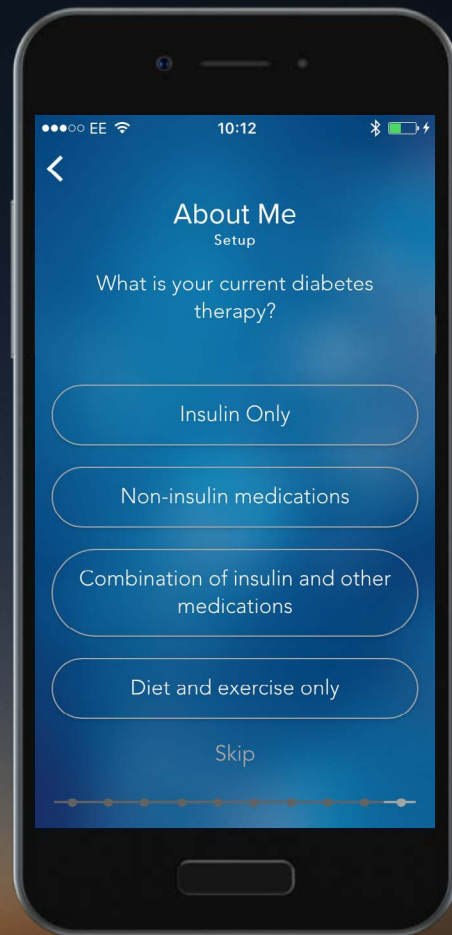 EE 10:12
About Me
Setup
What is your current diabetes
therapy?
Insulin Only
Non-insulin medications
Combination of insulin and other
medications
Diet and exercise only
Skip